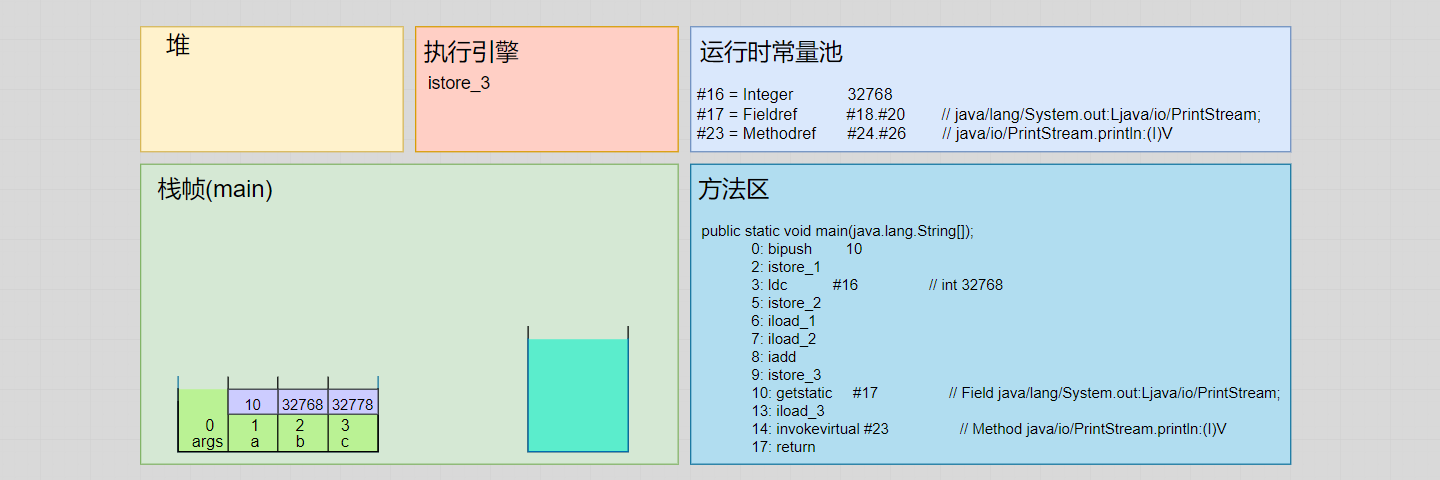 堆
执行引擎
istore_3
运行时常量池
#16 = Integer 32768
#17 = Fieldref #18.#20 // java/lang/System.out:Ljava/io/PrintStream;
#23 = Methodref #24.#26 // java/io/PrintStream.println:(I)V
栈帧(main)
10 32768 32778
0 1 2 3
args a b c
方法区
public static void main(java.lang.String[]);
0: bipush 10
2: istore_1
3: ldc #16 // int 32768
5: istore_2
6: iload_1
7: iload_2
8: iadd
9: istore_3
10: getstatic #17 // Field java/lang/System.out:Ljava/io/PrintStream;
13: iload_3
14: invokevirtual #23 // Method java/io/PrintStream.println:(I)V
17: return